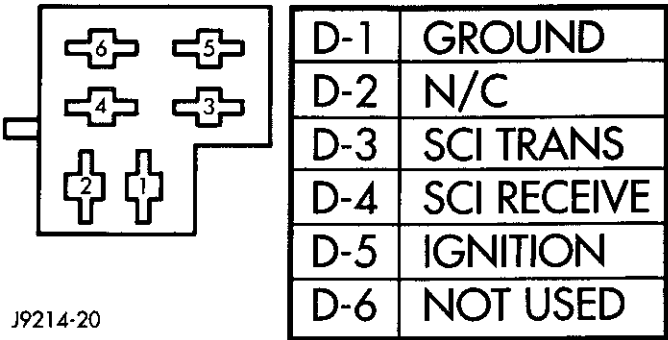 6 5
4 3
2 1
J9214-20
D-1 GROUND
D-2 N/C
D-3 SCI TRANS
D-4 SCI RECEIVE
D-5 IGNITION
D-6 NOT USED